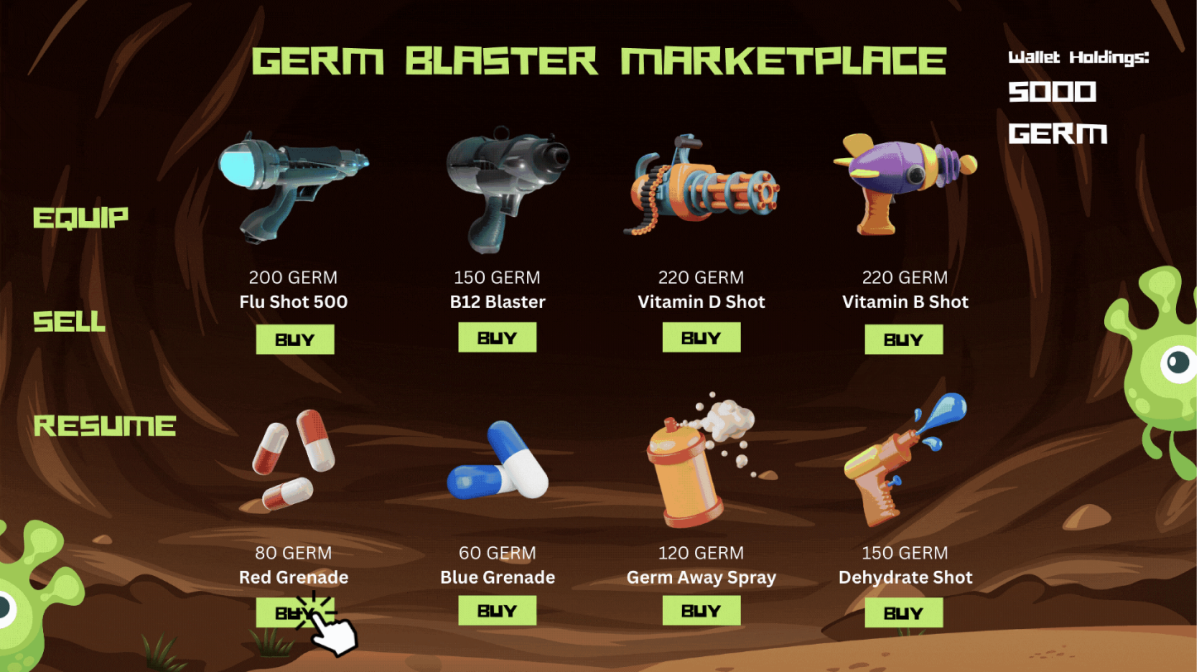 GERM BLASTER MARKETPLACE
Wallet Holdings:
5000
GERM
EQUIP
SELL
RESUME
200 GERM
Flu Shot 500
BUY
150 GERM
B12 Blaster
BUY
220 GERM
Vitamin D Shot
BUY
220 GERM
Vitamin B Shot
BUY
80 GERM
Red Grenade
BUY
60 GERM
Blue Grenade
BUY
120 GERM
Germ Away Spray
BUY
150 GERM
Dehydrate Shot
BUY